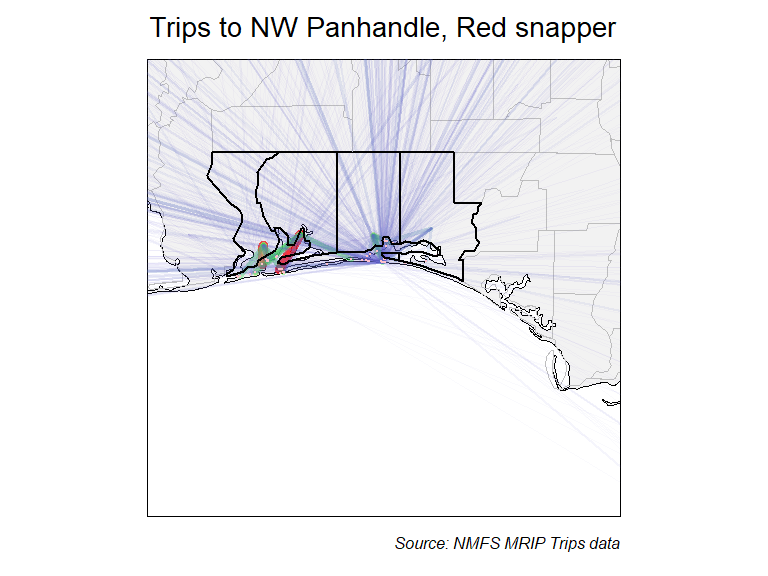 Trips to NW Panhandle, Red snapper
Source: NMFS MRIP Trips data